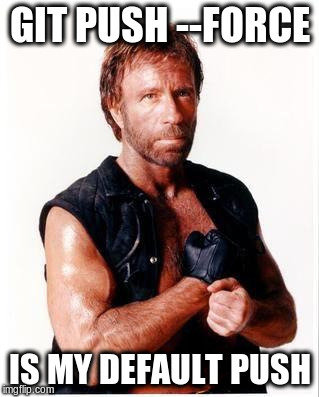 GIT PUSH --FORCE
IS MY DEFAULT PUSH
imgflip.com